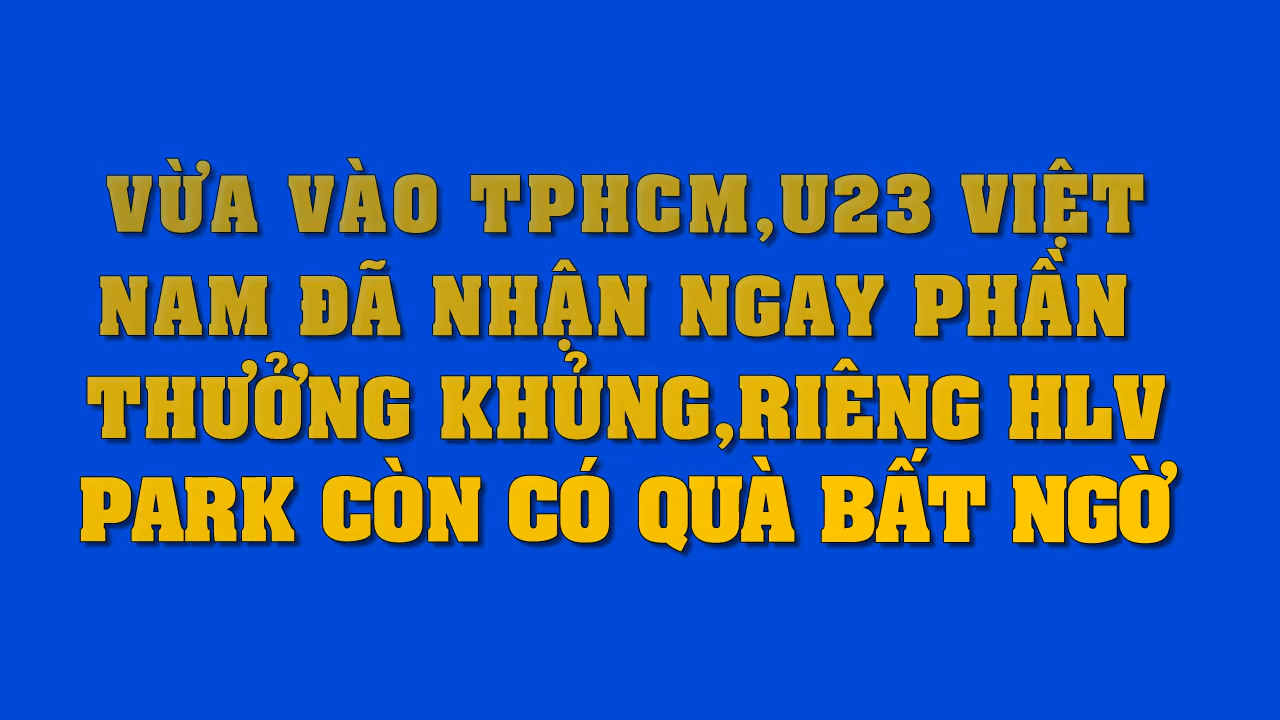 VỪA VÀO TPHCM,U23 VIỆT
NAM ĐÃ NHẬN NGAY PHẦN
THƯỞNG KHỦNG,RIÊNG HLV
PARK CÒN CÓ QUÀ BẤT NGỜ